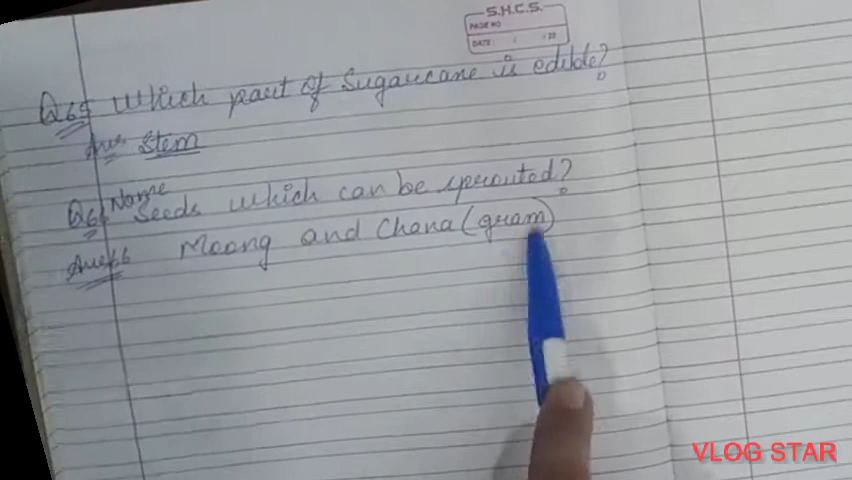 S.H.C.S.
PAGE NO
DATE : : 20
Q65 Which part of Sugarcane is edible?
Ans Stem
Q66 Name Seeds which can be sprouted?
Ans66 Moong and Chana (gram)
VLOG STAR